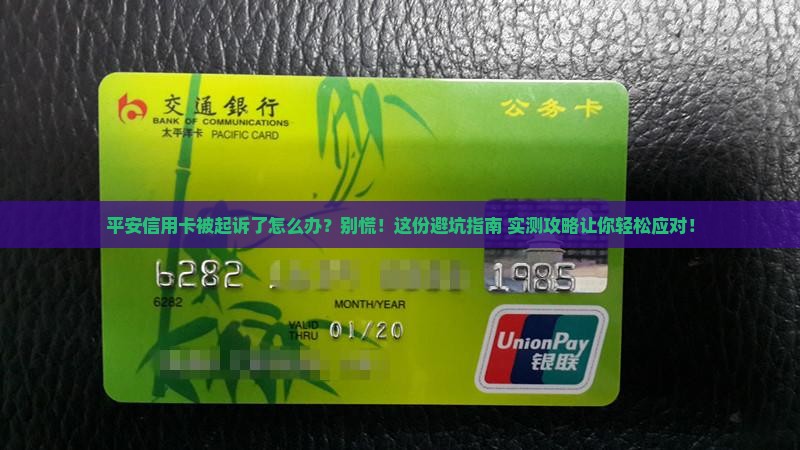 交通銀行
BANK OF COMMUNICATIONS
太平洋卡 PACIFIC CARD
公务卡
平安信用卡被起诉了怎么办？别慌！这份避坑指南 实测攻略让你轻松应对！
6282 1985
6282
MONTH/YEAR
VALID THRU 01/20
UnionPay
银联